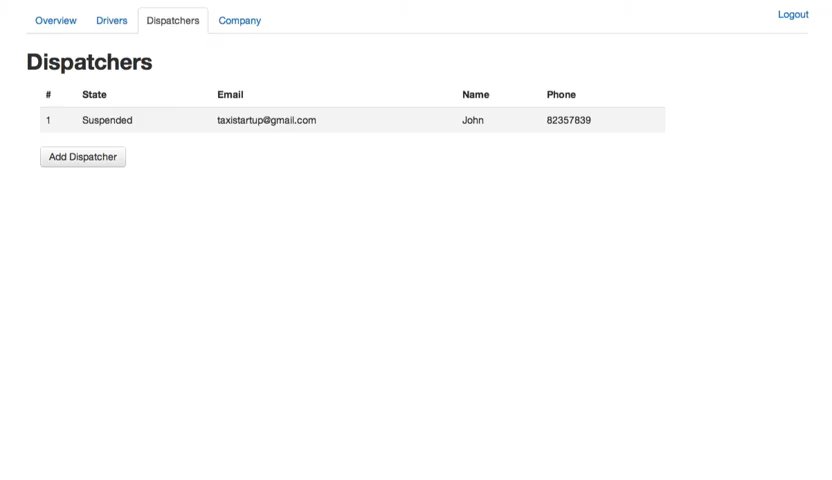 Overview Drivers Dispatchers Company Logout
Dispatchers
# State Email Name Phone
1 Suspended taxistartup@gmail.com John 82357839
Add Dispatcher